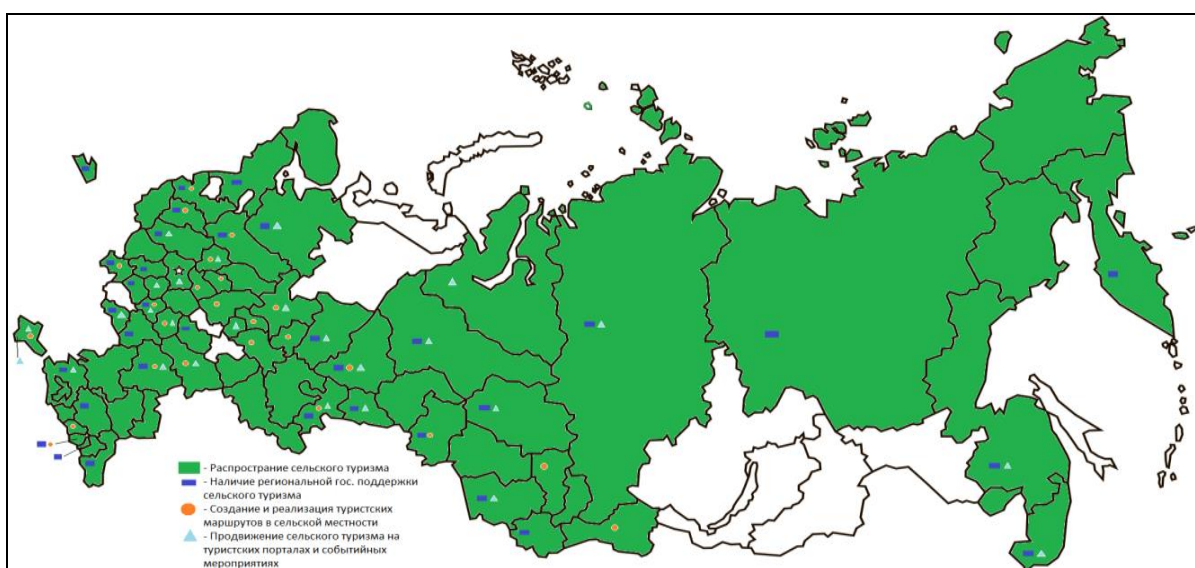 - Распростране сельского туризма
- Наличие региональной гос. поддержки
сельского туризма
- Создание и реализация туристских
маршрутов в сельской местности
- Продвижение сельского туризма на
туристских порталах и событийных
мероприятиях